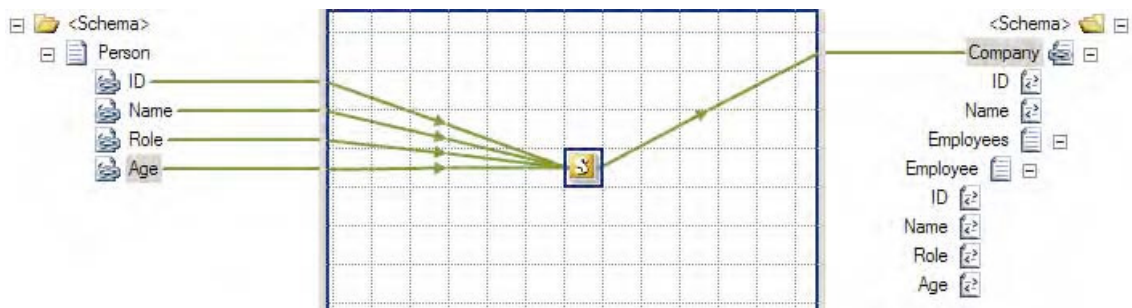 <Schema>
Person
ID
Name
Role
Age
<Schema>
Company
ID
Name
Employees
Employee
ID
Name
Role
Age